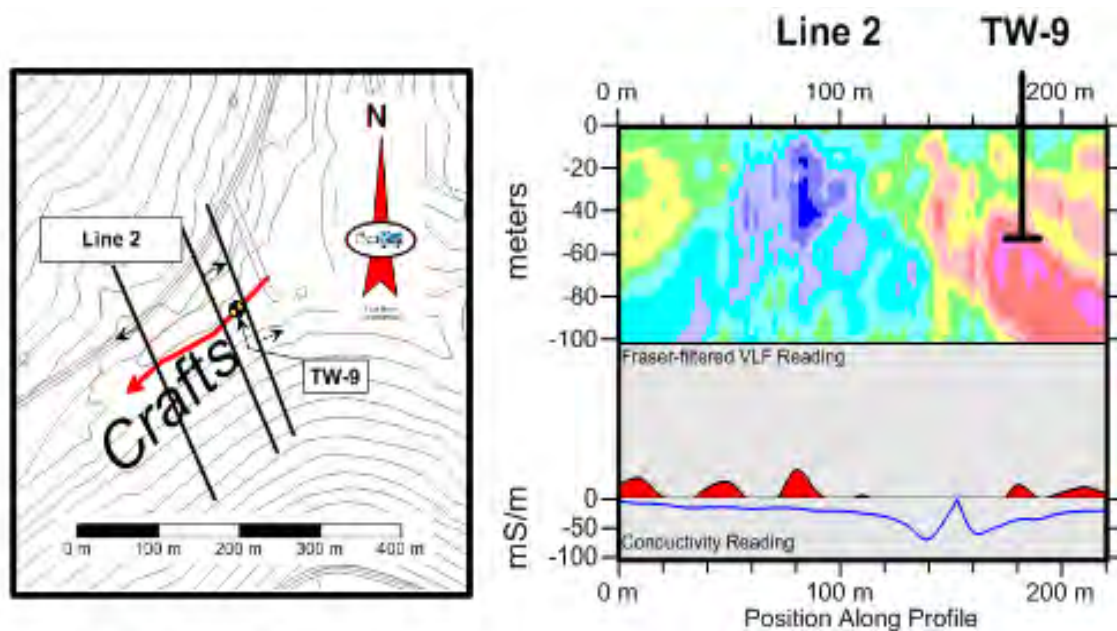 N
Line 2
TW-9
Crafts
0 m 100 m 200 m 300 m 400 m
Line 2 TW-9
0 m 100 m 200 m
0
-20
-40
-60
-80
-100
meters
Fraser-filtered VLF Reading
0
-50
-100
mS/m
Conductivity Reading
0 m 100 m 200 m
Position Along Profile